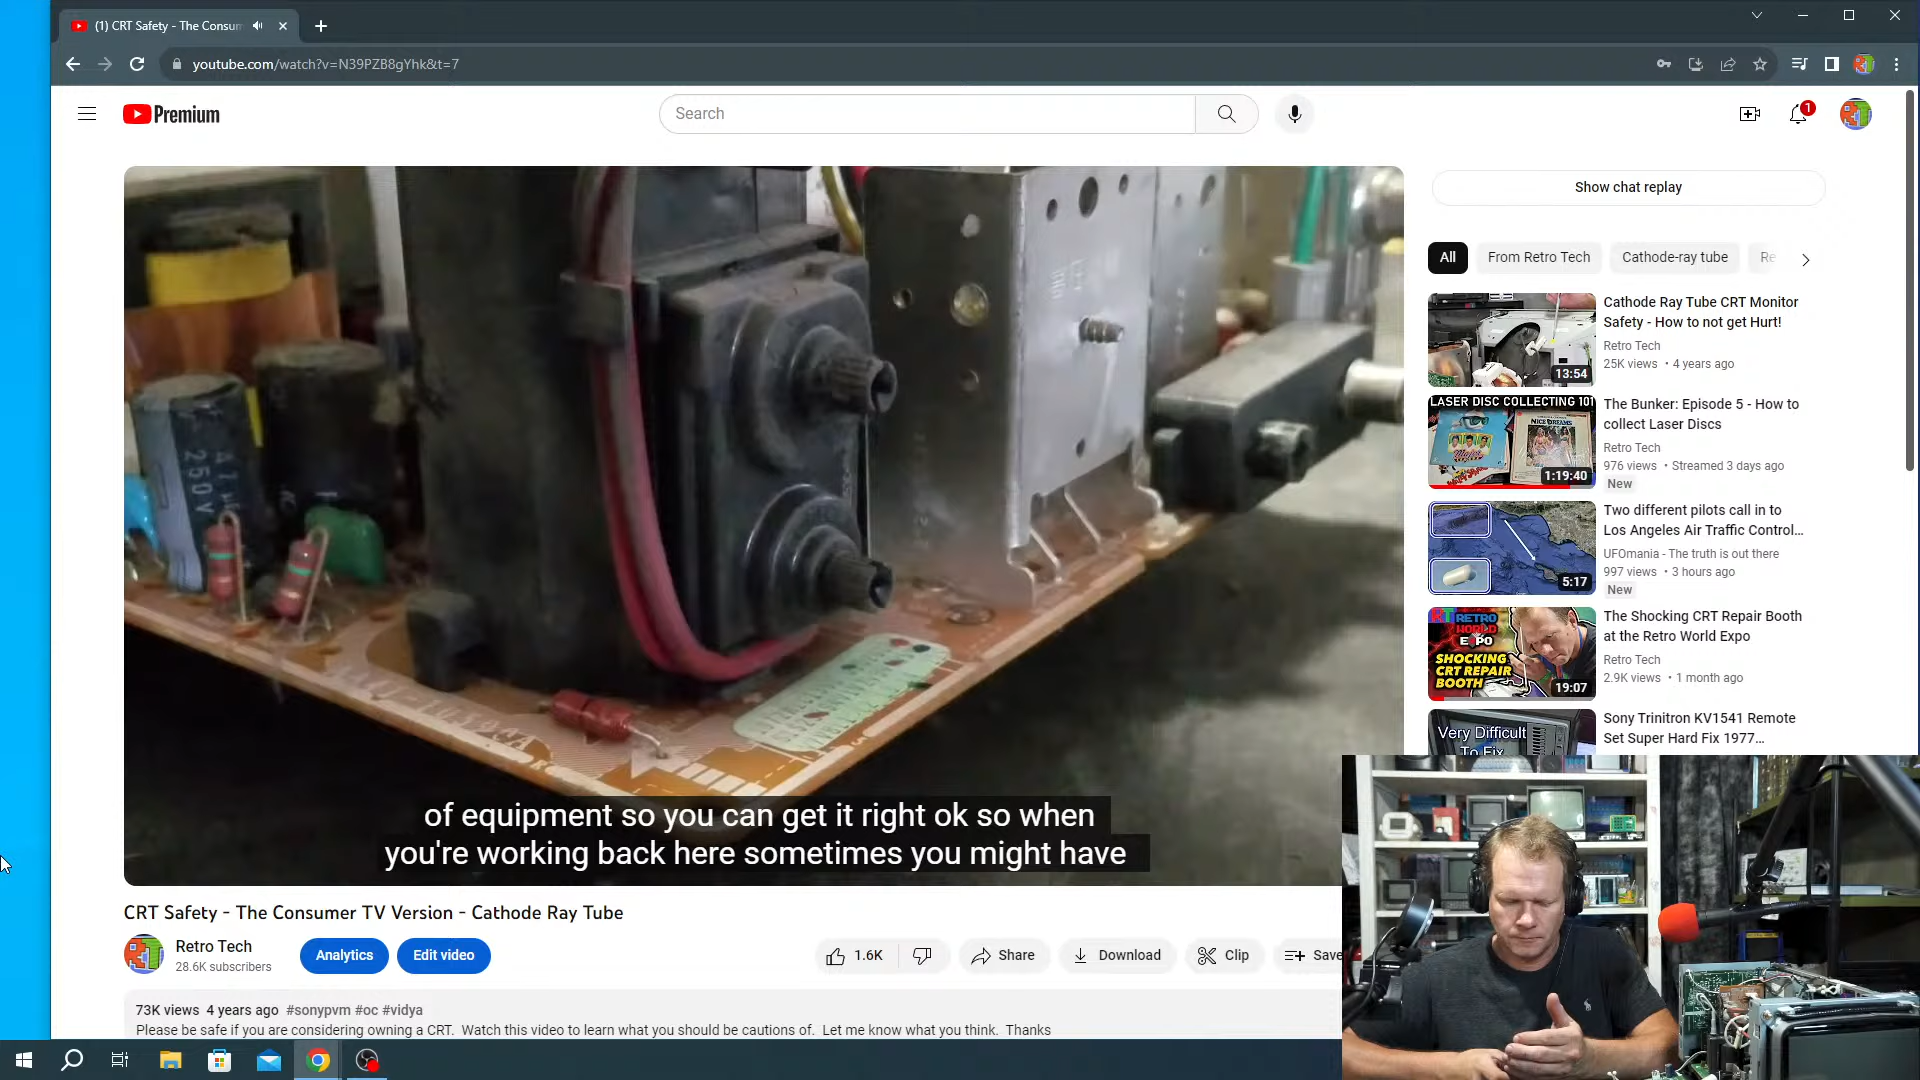 (1) CRT Safety - The Consum
youtube.com/watch?v=N39PZB8gYhk&t=7
Premium
Search
1
Show chat replay
All
From Retro Tech
Cathode-ray tube
Re
250V
of equipment so you can get it right ok so when
you're working back here sometimes you might have
Cathode Ray Tube CRT Monitor
Safety - How to not get Hurt!
Retro Tech
25K views • 4 years ago
13:54
LASER DISC COLLECTING 101
NICE DREAMS
1:19:40
The Bunker: Episode 5 - How to
collect Laser Discs
Retro Tech
976 views • Streamed 3 days ago
New
5:17
Two different pilots call in to
Los Angeles Air Traffic Control...
UFOmania - The truth is out there
997 views • 3 hours ago
New
RETRO
WORLD
EXPO
SHOCKING
CRT REPAIR
BOOTH
19:07
The Shocking CRT Repair Booth
at the Retro World Expo
Retro Tech
2.9K views • 1 month ago
Very Difficult
To Fix
Sony Trinitron KV1541 Remote
Set Super Hard Fix 1977...
CRT Safety - The Consumer TV Version - Cathode Ray Tube
Retro Tech
28.6K subscribers
Analytics
Edit video
1.6K
Share
Download
Clip
Save
73K views 4 years ago #sonypvm #oc #vidya
Please be safe if you are considering owning a CRT. Watch this video to learn what you should be cautions of. Let me know what you think. Thanks